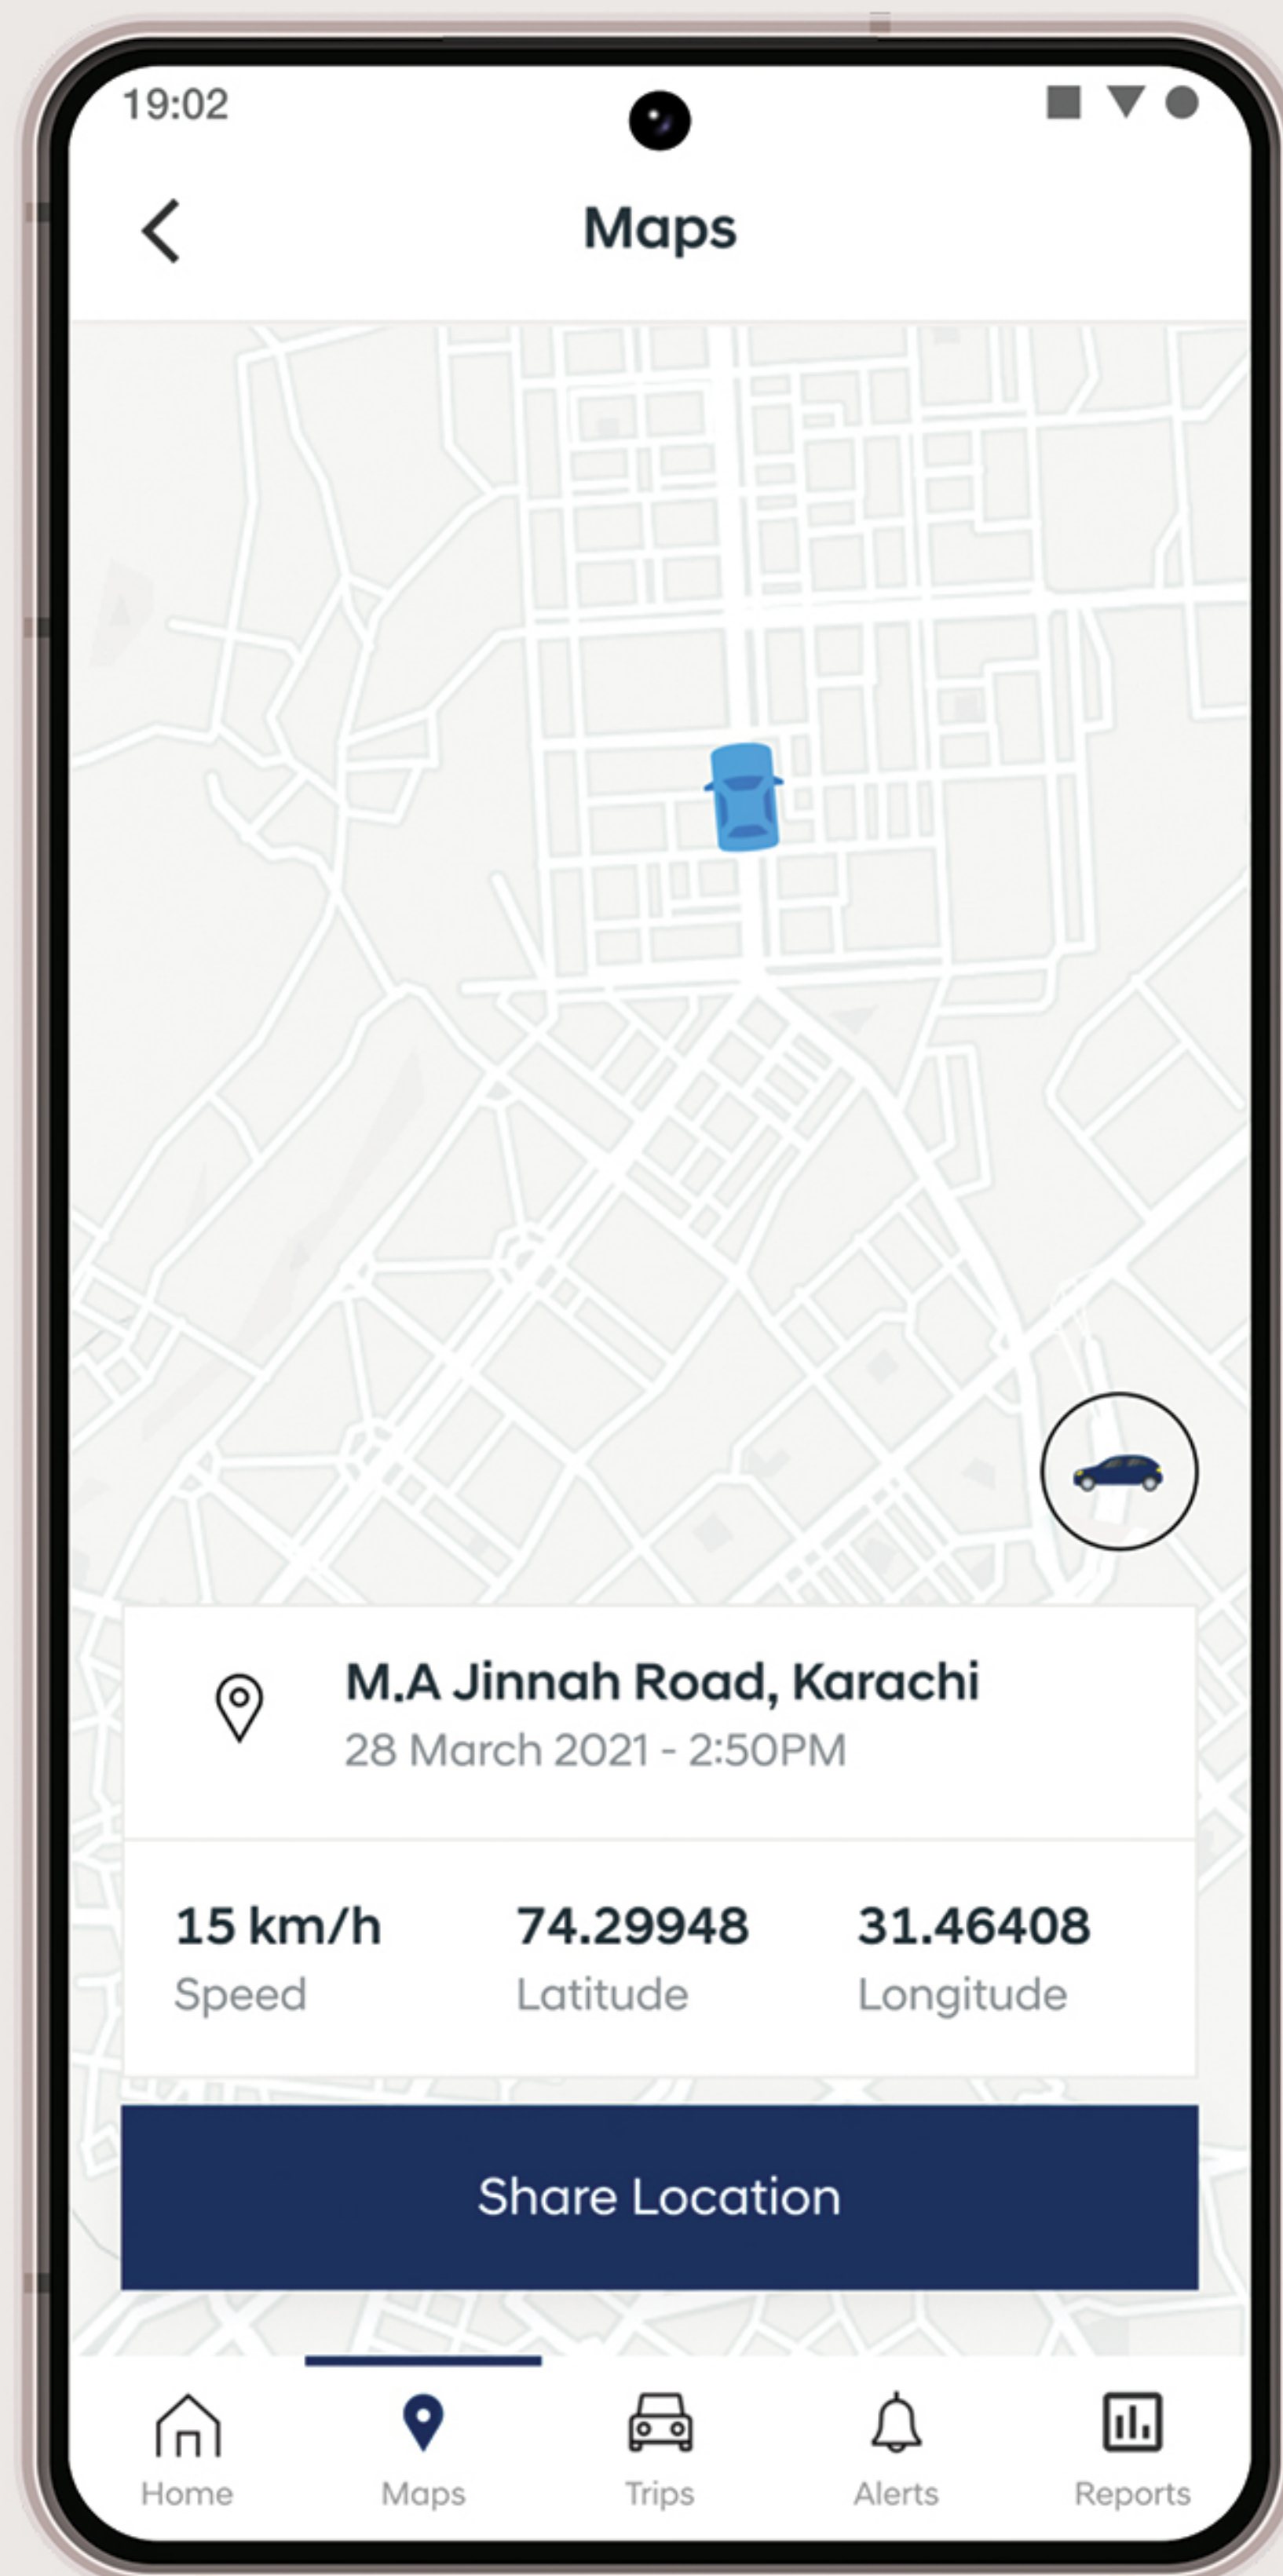 19:02
Maps
M.A Jinnah Road, Karachi
28 March 2021 - 2:50PM
15 km/h 74.29948 31.46408
Speed Latitude Longitude
Share Location
Home Maps Trips Alerts Reports